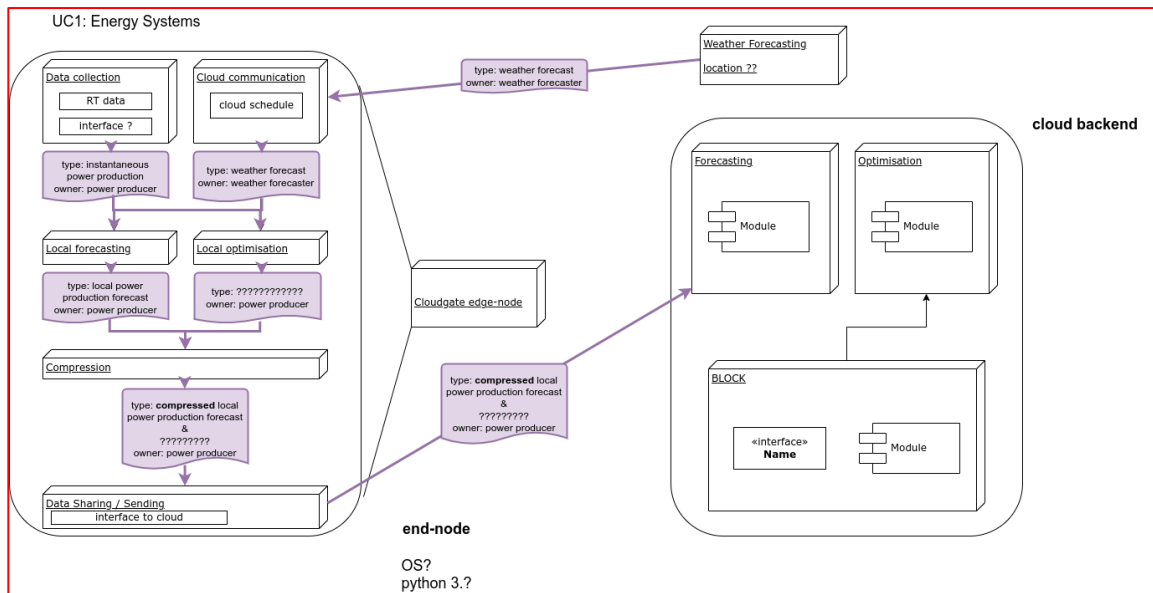 UC1: Energy Systems
Data collection
RT data
interface ?
Cloud communication
cloud schedule
type: weather forecast
owner: weather forecaster
Weather Forecasting
location ??
cloud backend
type: instantaneous
power production
owner: power producer
type: weather forecast
owner: weather forecaster
Forecasting
Module
Optimisation
Module
Local forecasting
Local optimisation
type: local power
production forecast
owner: power producer
type: ????????????
owner: power producer
Cloudgate edge-node
Compression
type: compressed local
power production forecast
&
?????????
owner: power producer
type: compressed local
power production forecast
&
?????????
owner: power producer
BLOCK
«interface»
Name
Module
Data Sharing / Sending
interface to cloud
end-node
OS?
python 3.?